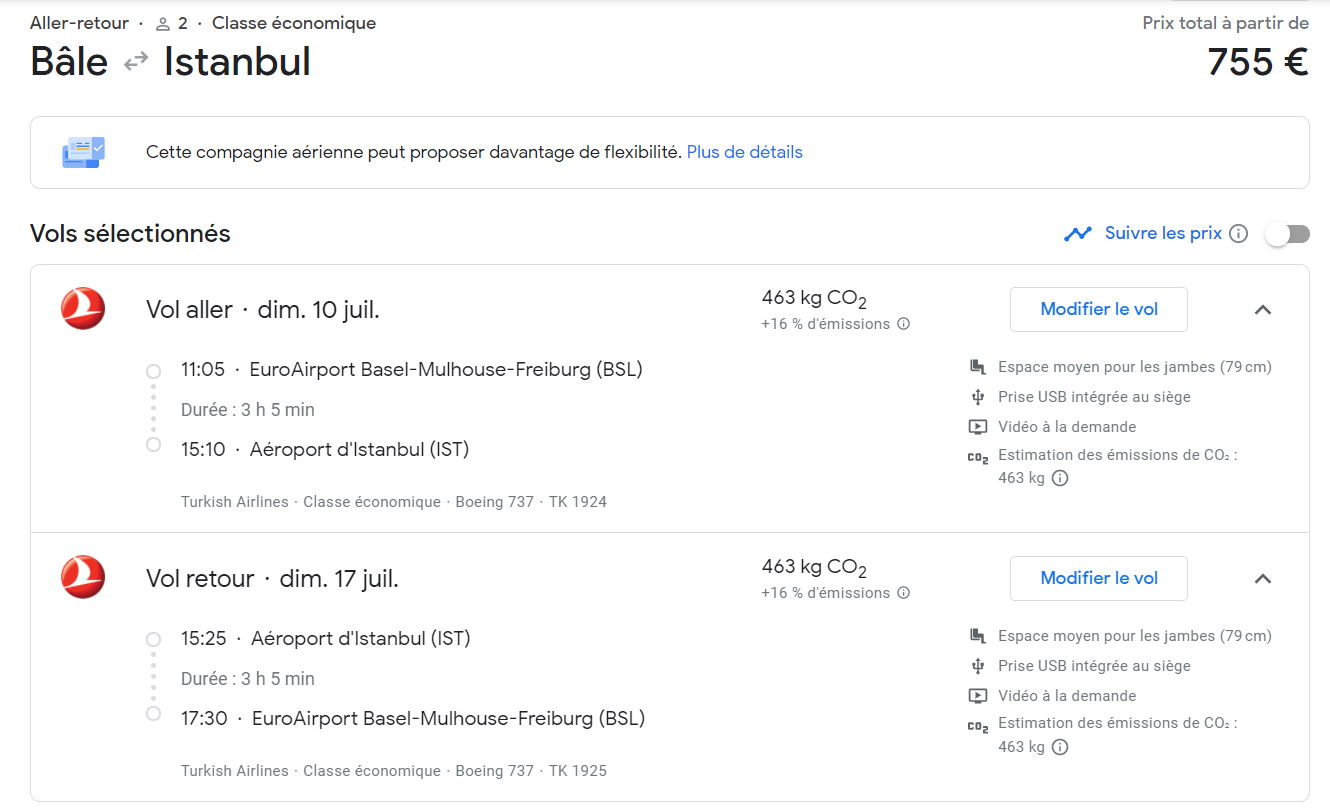 Aller-retour · 2 · Classe économique
Prix total à partir de
Bâle Istanbul
755 €
Cette compagnie aérienne peut proposer davantage de flexibilité. Plus de détails
Vols sélectionnés
Suivre les prix
Vol aller · dim. 10 juil.
463 kg CO2
+16 % d'émissions
Modifier le vol
11:05 · EuroAirport Basel-Mulhouse-Freiburg (BSL)
Durée : 3 h 5 min
15:10 · Aéroport d'Istanbul (IST)
Turkish Airlines · Classe économique · Boeing 737 · TK 1924
Espace moyen pour les jambes (79 cm)
Prise USB intégrée au siège
Vidéo à la demande
CO2 Estimation des émissions de CO₂ :
463 kg
Vol retour · dim. 17 juil.
463 kg CO2
+16 % d'émissions
Modifier le vol
15:25 · Aéroport d'Istanbul (IST)
Durée : 3 h 5 min
17:30 · EuroAirport Basel-Mulhouse-Freiburg (BSL)
Turkish Airlines · Classe économique · Boeing 737 · TK 1925
Espace moyen pour les jambes (79 cm)
Prise USB intégrée au siège
Vidéo à la demande
CO2 Estimation des émissions de CO₂ :
463 kg